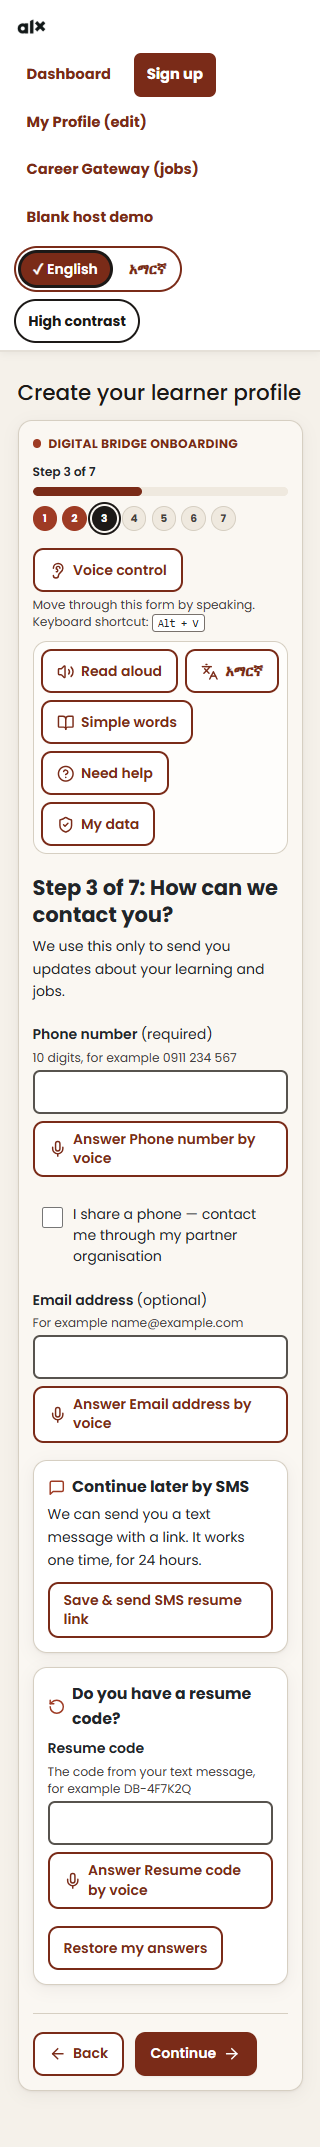 alx
Dashboard
Sign up
My Profile (edit)
Career Gateway (jobs)
Blank host demo
✓ English
አማርኛ
High contrast
Create your learner profile
DIGITAL BRIDGE ONBOARDING
Step 3 of 7
1 2 3 4 5 6 7
Voice control
Move through this form by speaking.
Keyboard shortcut: Alt + V
Read aloud
አማርኛ
Simple words
Need help
My data
Step 3 of 7: How can we
contact you?
We use this only to send you
updates about your learning and
jobs.
Phone number (required)
10 digits, for example 0911 234 567
Answer Phone number by
voice
I share a phone — contact
me through my partner
organisation
Email address (optional)
For example name@example.com
Answer Email address by
voice
Continue later by SMS
We can send you a text
message with a link. It works
one time, for 24 hours.
Save & send SMS resume
link
Do you have a resume
code?
Resume code
The code from your text message,
for example DB-4F7K2Q
Answer Resume code
by voice
Restore my answers
← Back
Continue →